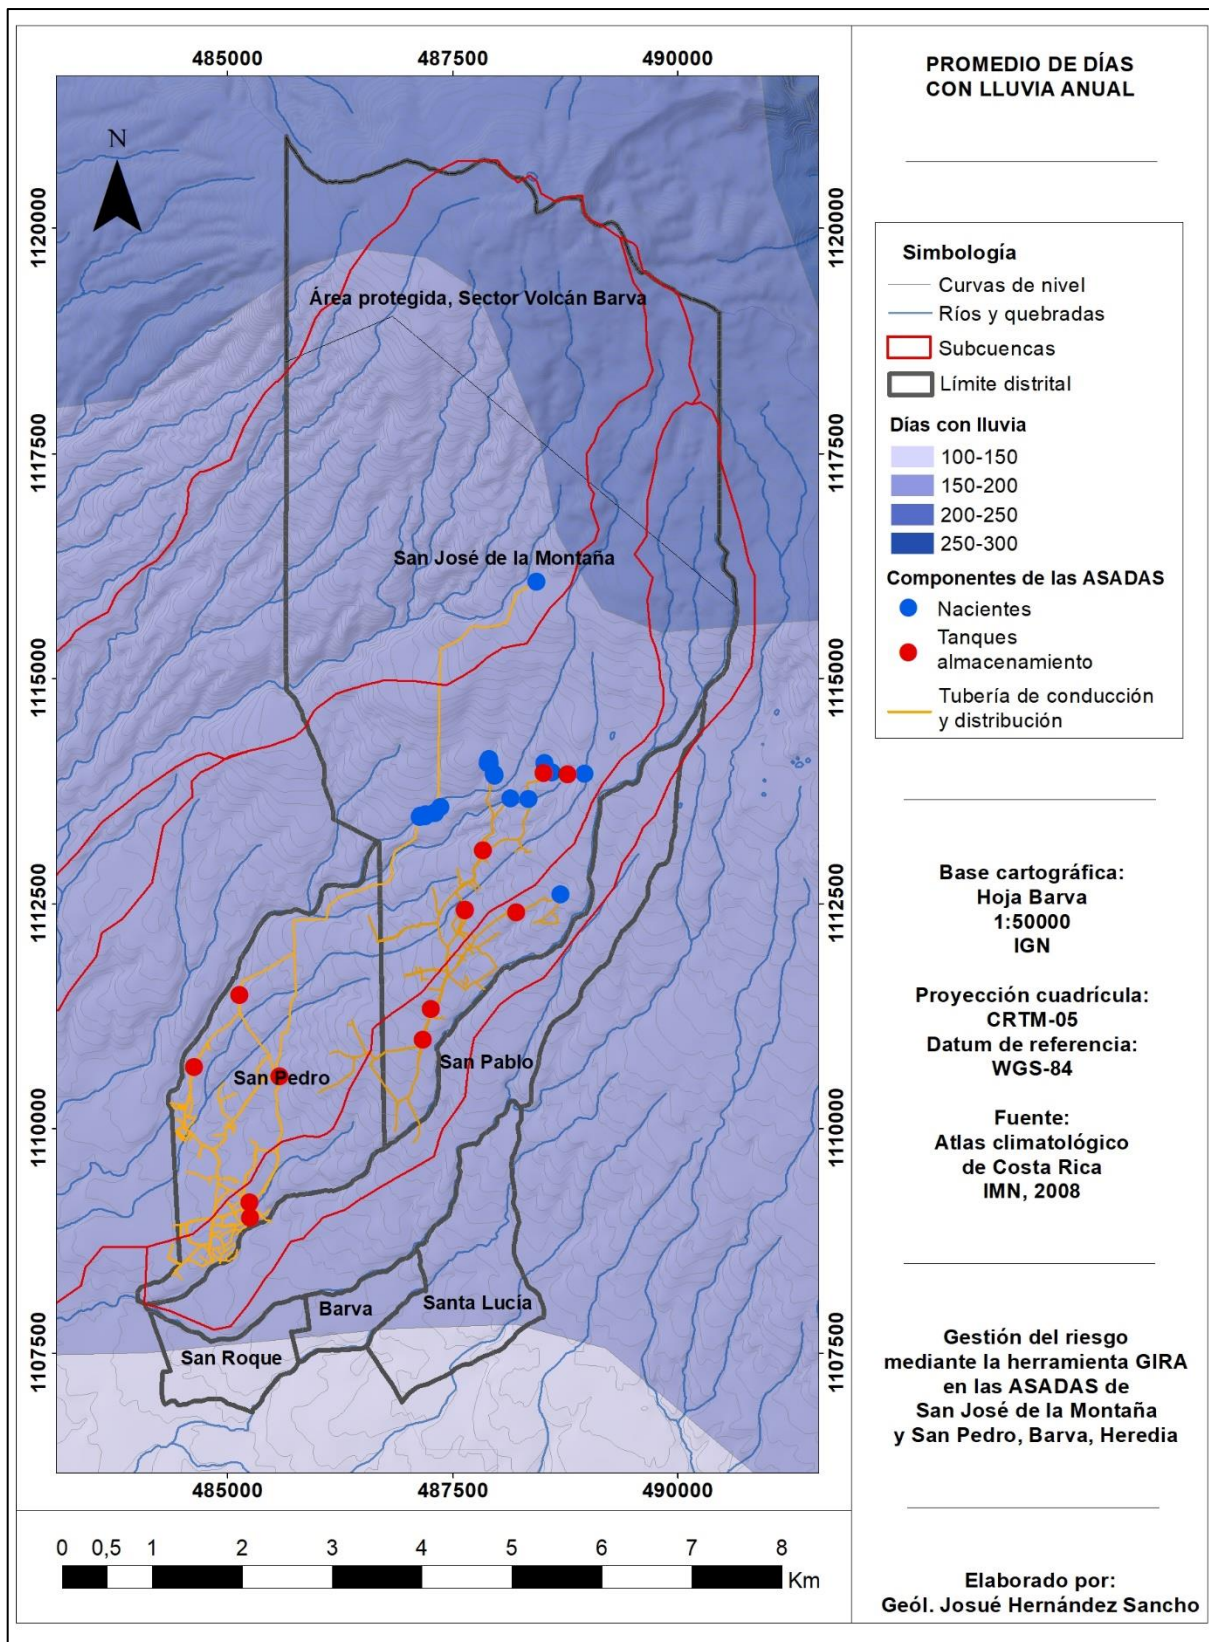 485000
487500
490000
N
1120000
1117500
1115000
1112500
1110000
1107500
1120000
1117500
1115000
1112500
1110000
1107500
Área protegida, Sector Volcán Barva
San José de la Montaña
San Pedro
San Pablo
Barva
Santa Lucía
San Roque
485000
487500
490000
0 0,5 1 2 3 4 5 6 7 8
Km
PROMEDIO DE DÍAS
CON LLUVIA ANUAL
Simbología
Curvas de nivel
Ríos y quebradas
Subcuencas
Límite distrital
Días con lluvia
100-150
150-200
200-250
250-300
Componentes de las ASADAS
Nacientes
Tanques
almacenamiento
Tubería de conducción
y distribución
Base cartográfica:
Hoja Barva
1:50000
IGN
Proyección cuadrícula:
CRTM-05
Datum de referencia:
WGS-84
Fuente:
Atlas climatológico
de Costa Rica
IMN, 2008
Gestión del riesgo
mediante la herramienta GIRA
en las ASADAS de
San José de la Montaña
y San Pedro, Barva, Heredia
Elaborado por:
Geól. Josué Hernández Sancho